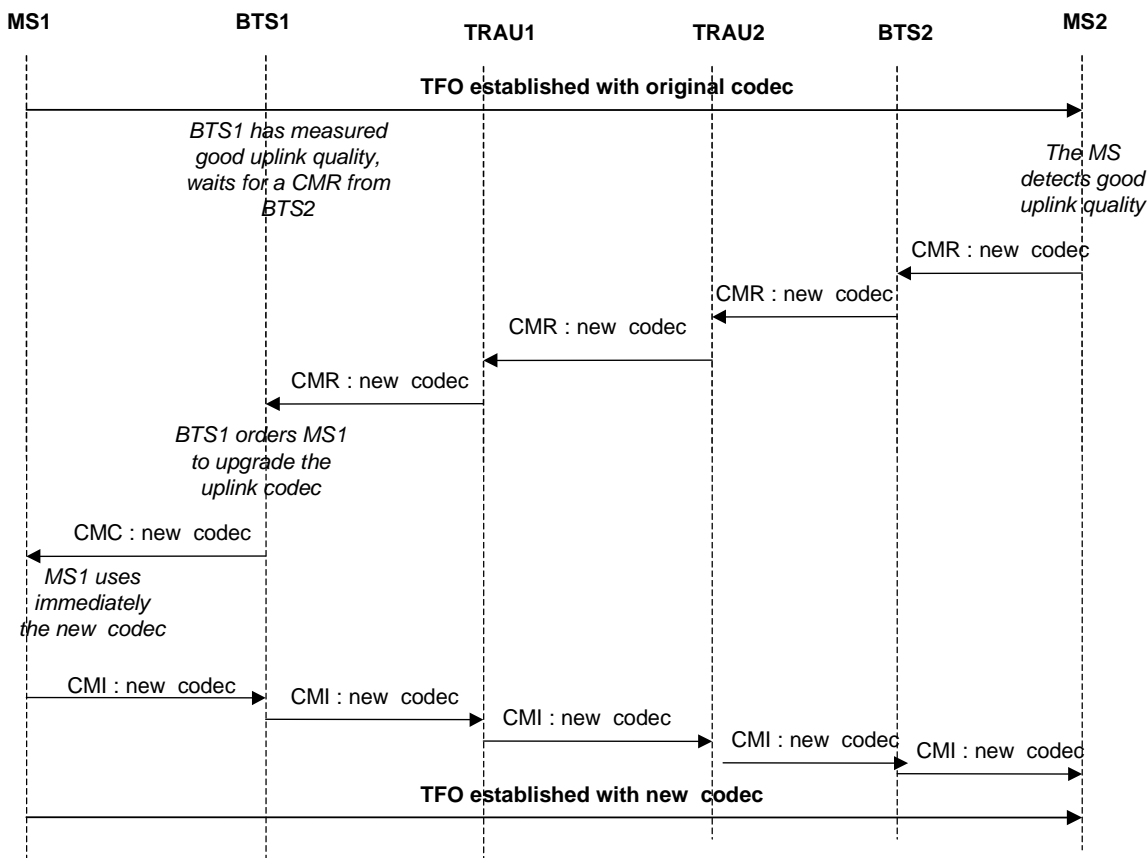 MS1
BTS1
TRAU1
TRAU2
BTS2
MS2
TFO established with original codec
BTS1 has measured
good uplink quality,
waits for a CMR from
BTS2
The MS
detects good
uplink quality
CMR : new codec
CMR : new codec
CMR : new codec
CMR : new codec
BTS1 orders MS1
to upgrade the
uplink codec
CMC : new codec
MS1 uses
immediately
the new codec
CMI : new codec
CMI : new codec
CMI : new codec
CMI : new codec
CMI : new codec
TFO established with new codec